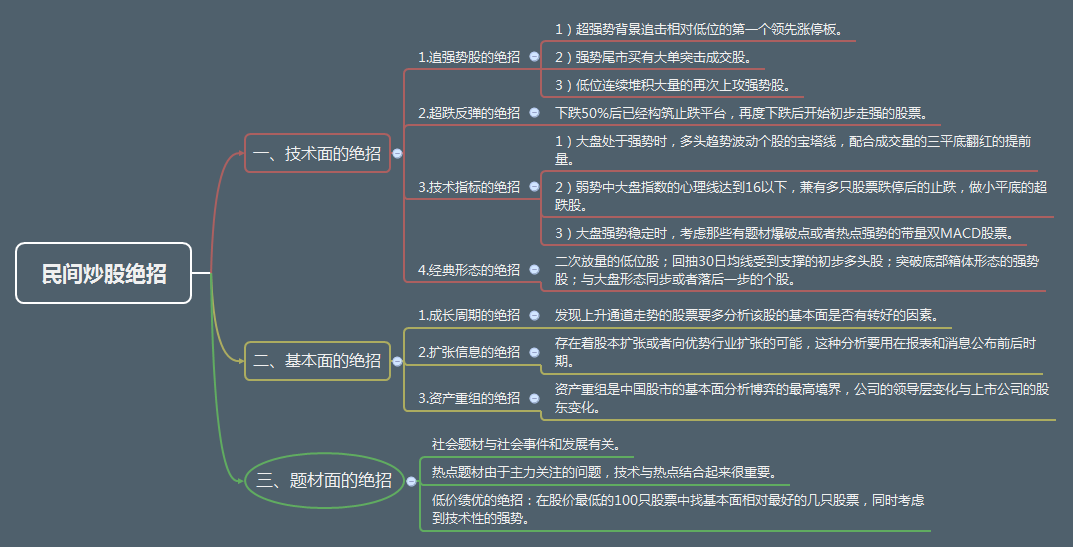 民间炒股绝招
一、技术面的绝招
1.追强势股的绝招
1）超强势背景追击相对低位的第一个领先涨停板。
2）强势尾市买有大单突击成交股。
3）低位连续堆积大量的再次上攻强势股。
2.超跌反弹的绝招
下跌50%后已经构筑止跌平台，再度下跌后开始初步走强的股票。
3.技术指标的绝招
1）大盘处于强势时，多头趋势波动个股的宝塔线，配合成交量的三平底翻红的提前
量。
2）弱势中大盘指数的心理线达到16以下，兼有多只股票跌停后的止跌，做小平底的超
跌股。
3）大盘强势稳定时，考虑那些有题材爆破点或者热点强势的带量双MACD股票。
4.经典形态的绝招
二次放量的低位股；回抽30日均线受到支撑的初步多头股；突破底部箱体形态的强势
股；与大盘形态同步或者落后一步的个股。
二、基本面的绝招
1.成长周期的绝招
发现上升通道走势的股票要多分析该股的基本面是否有转好的因素。
2.扩张信息的绝招
存在着股本扩张或者向优势行业扩张的可能，这种分析要用在报表和消息公布前后时
期。
3.资产重组的绝招
资产重组是中国股市的基本面分析博弈的最高境界，公司的领导层变化与上市公司的股
东变化。
三、题材面的绝招
社会题材与社会事件和发展有关。
热点题材由于主力关注的问题，技术与热点结合起来很重要。
低价绩优的绝招：在股价最低的100只股票中找基本面相对最好的几只股票，同时考虑
到技术性的强势。